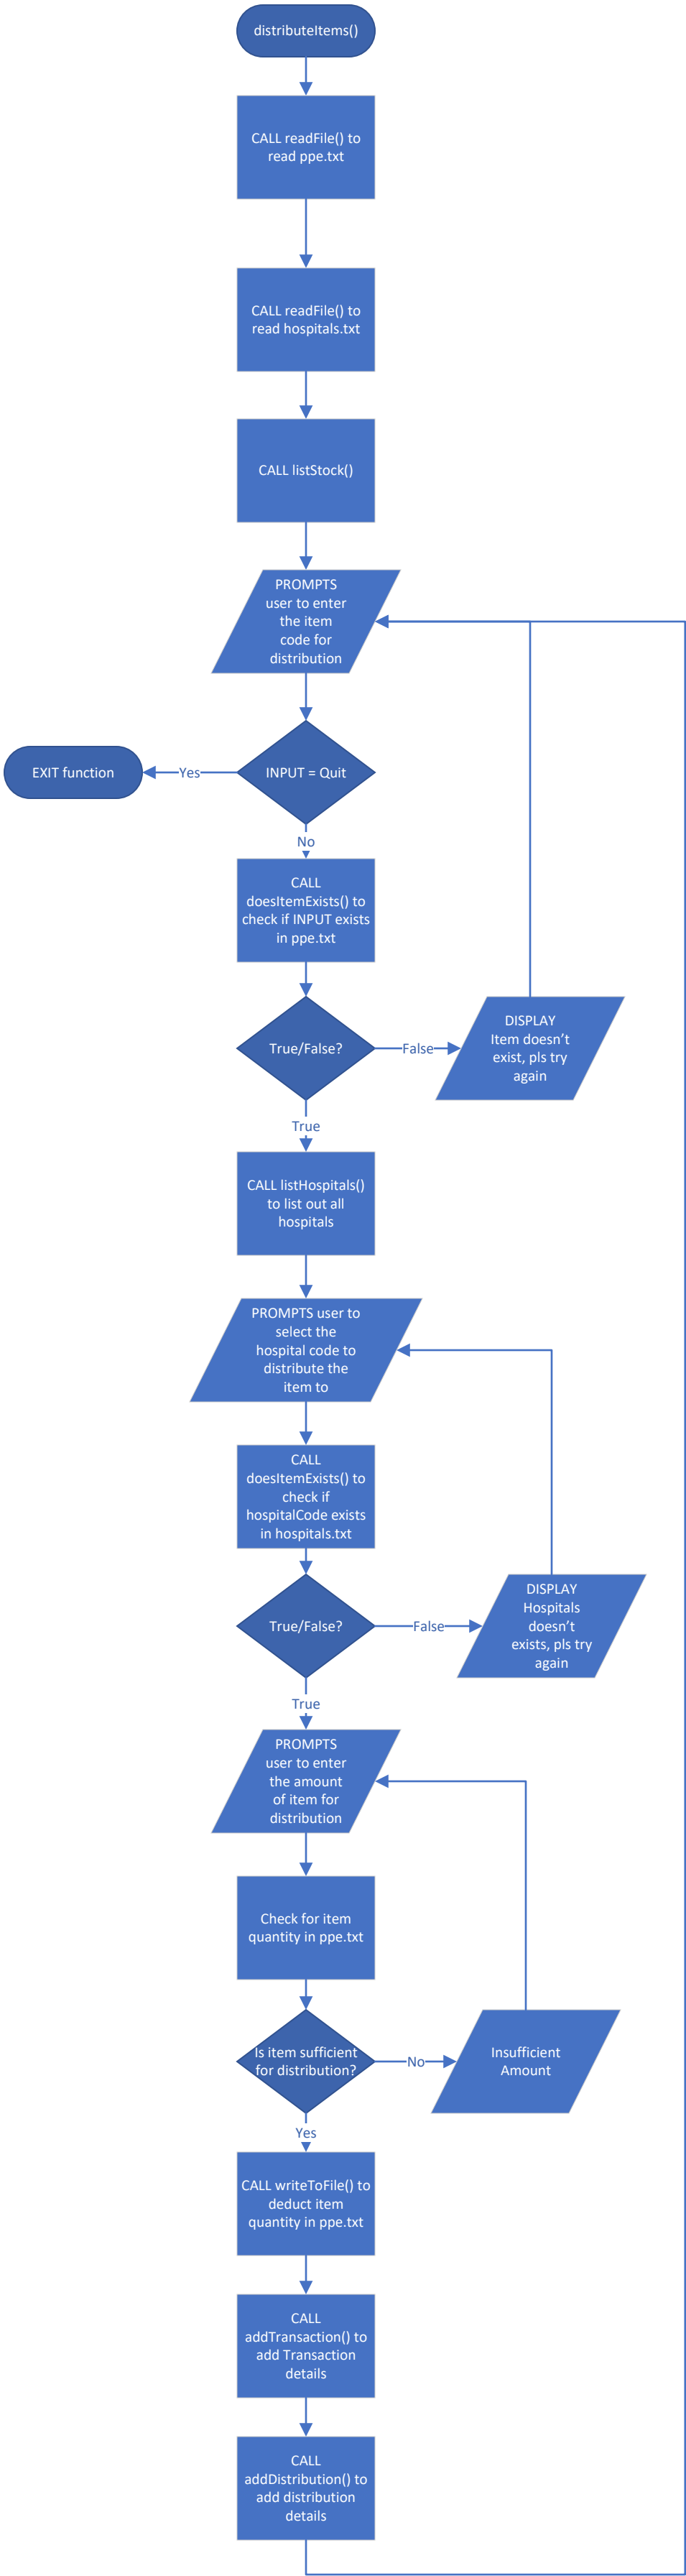 distributeItems()
CALL readFile() to
read ppe.txt
CALL readFile() to
read hospitals.txt
CALL listStock()
PROMPTS
user to enter
the item
code for
distribution
EXIT function
Yes
INPUT = Quit
No
CALL
doesItemExists() to
check if INPUT exists
in ppe.txt
True/False?
False
DISPLAY
Item doesn't
exist, pls try
again
True
CALL listHospitals()
to list out all
hospitals
PROMPTS user to
select the
hospital code to
distribute the
item to
CALL
doesItemExists() to
check if
hospitalCode exists
in hospitals.txt
True/False?
False
DISPLAY
Hospitals
doesn't
exists, pls try
again
True
PROMPTS
user to enter
the amount
of item for
distribution
Check for item
quantity in ppe.txt
Is item sufficient
for distribution?
No
Insufficient
Amount
Yes
CALL writeToFile() to
deduct item
quantity in ppe.txt
CALL
addTransaction() to
add Transaction
details
CALL
addDistribution() to
add distribution
details